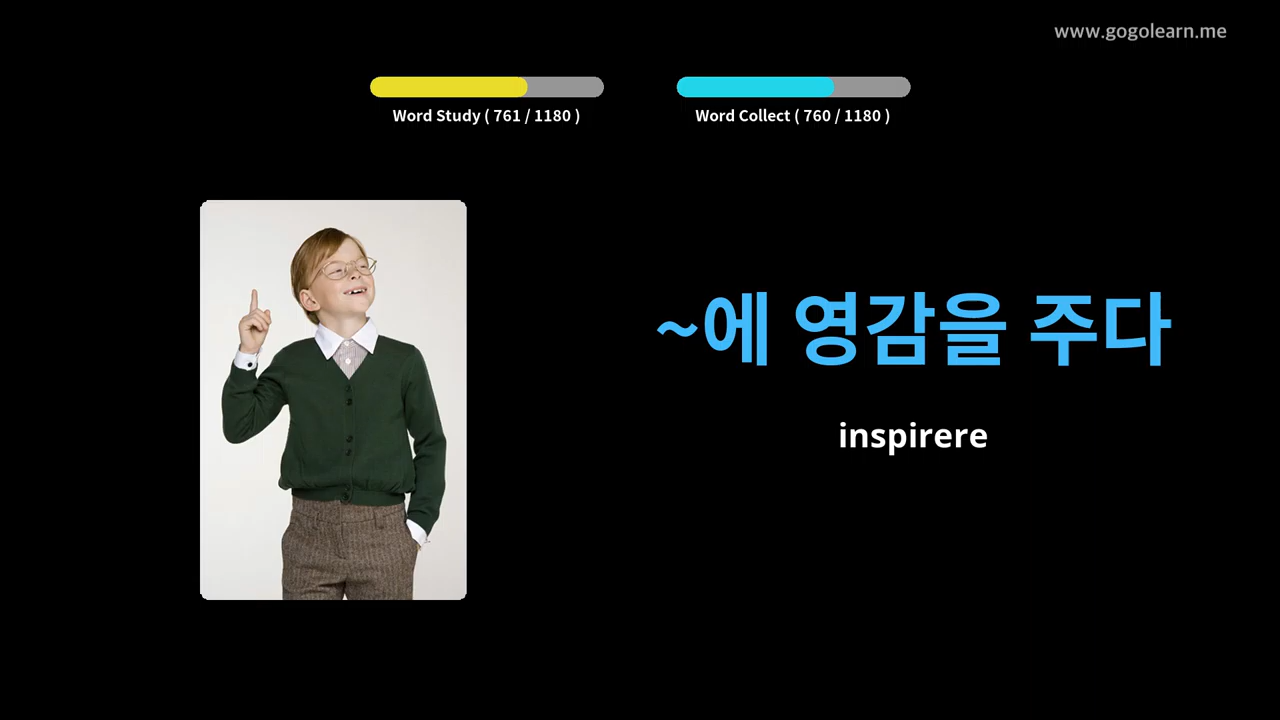 www.gogolearn.me
Word Study ( 761 / 1180 )
Word Collect ( 760 / 1180 )
~에 영감을 주다
inspirere